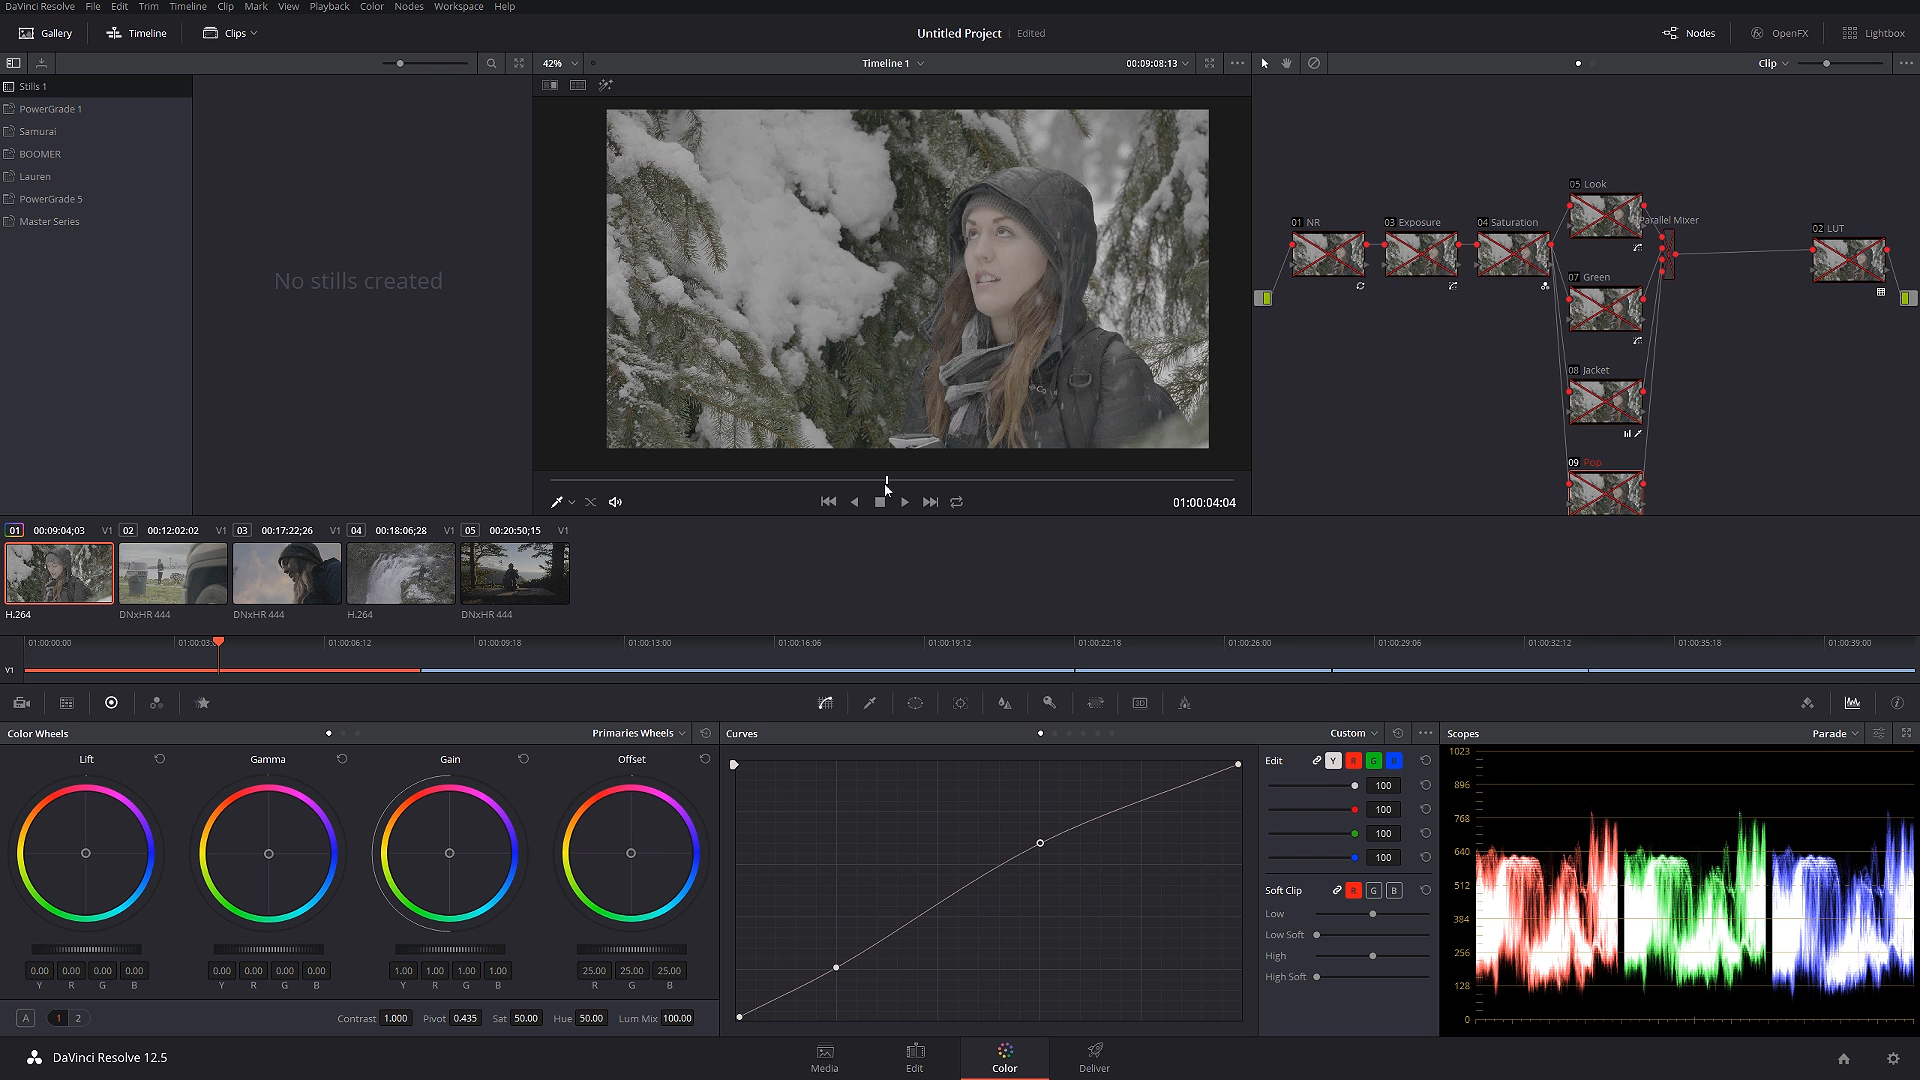 DaVinci Resolve File Edit Trim Timeline Clip Mark View Playback Color Nodes Workspace Help
Gallery Timeline Clips Untitled Project Edited Nodes OpenFX Lightbox
42% Timeline 1 00:09:08:13 Clip
Stills 1
PowerGrade 1
Samurai
BOOMER
Lauren
PowerGrade 5
Master Series
No stills created
01:00:04:04
05 Look
Parallel Mixer
01 NR 03 Exposure 04 Saturation 02 LUT
07 Green
08 Jacket
09 Pop
01 00:09:04;03 V1 02 00:12:02:02 V1 03 00:17:22;26 V1 04 00:18:06;28 V1 05 00:20:50;15 V1
H.264 DNxHR 444 DNxHR 444 H.264 DNxHR 444
01:00:00:00 01:00:03: 01:00:06:12 01:00:09:18 01:00:13:00 01:00:16:06 01:00:19:12 01:00:22:18 01:00:26:00 01:00:29:06 01:00:32:12 01:00:35:18 01:00:39:00
V1
Color Wheels Primaries Wheels
Lift Gamma Gain Offset
0.00 0.00 0.00 0.00 0.00 0.00 0.00 0.00 1.00 1.00 1.00 1.00 25.00 25.00 25.00
Y R G B Y R G B Y R G B R G B
A 1 2 Contrast 1.000 Pivot 0.435 Sat 50.00 Hue 50.00 Lum Mix 100.00
Curves Custom
Edit Y R G B
100
100
100
100
Soft Clip R G B
Low
Low Soft
High
High Soft
Scopes Parade
1023
896
768
640
512
384
256
128
0
DaVinci Resolve 12.5 Media Edit Color Deliver